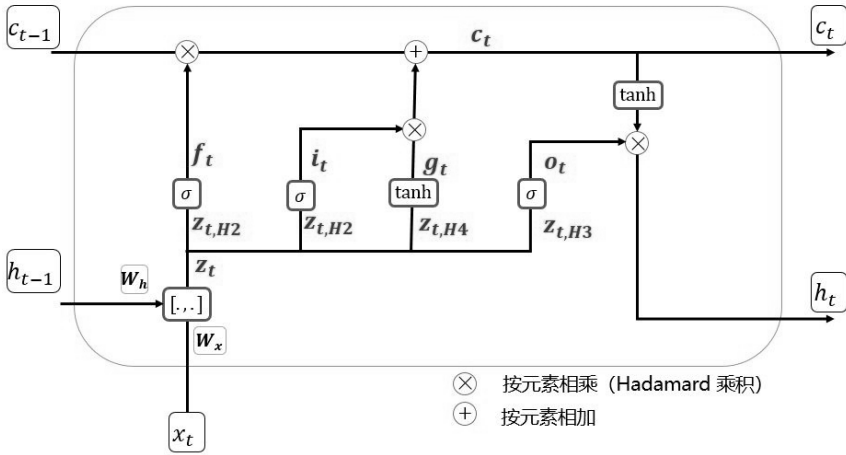 c_{t-1}
c_t
c_t
tanh
f_t
i_t
g_t
o_t
σ
σ
tanh
σ
z_{t,H2}
z_{t,H2}
z_{t,H4}
z_{t,H3}
h_{t-1}
W_h
z_t
[.,.]
h_t
W_x
x_t
按元素相乘（Hadamard 乘积)
按元素相加